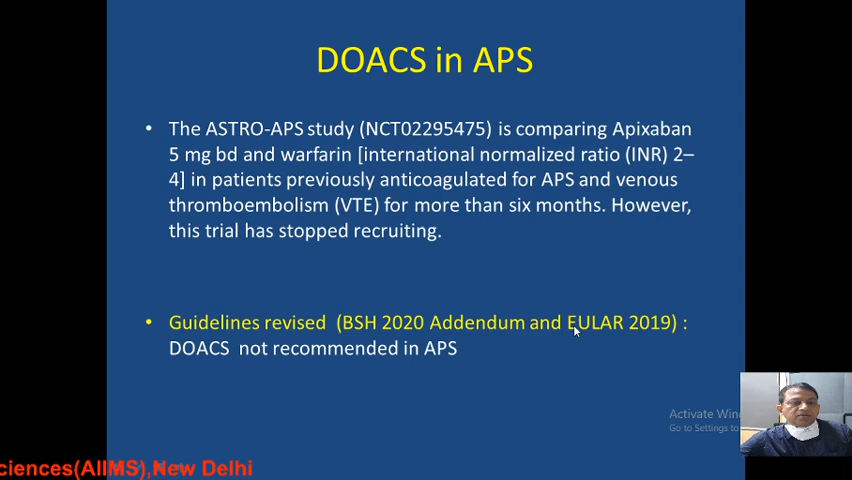 DOACS in APS
• The ASTRO-APS study (NCT02295475) is comparing Apixaban
5 mg bd and warfarin [international normalized ratio (INR) 2–
4] in patients previously anticoagulated for APS and venous
thromboembolism (VTE) for more than six months. However,
this trial has stopped recruiting.
• Guidelines revised (BSH 2020 Addendum and EULAR 2019) :
DOACS not recommended in APS
Activate Win
Go to Settings to
ciences(AIIMS),New Delhi